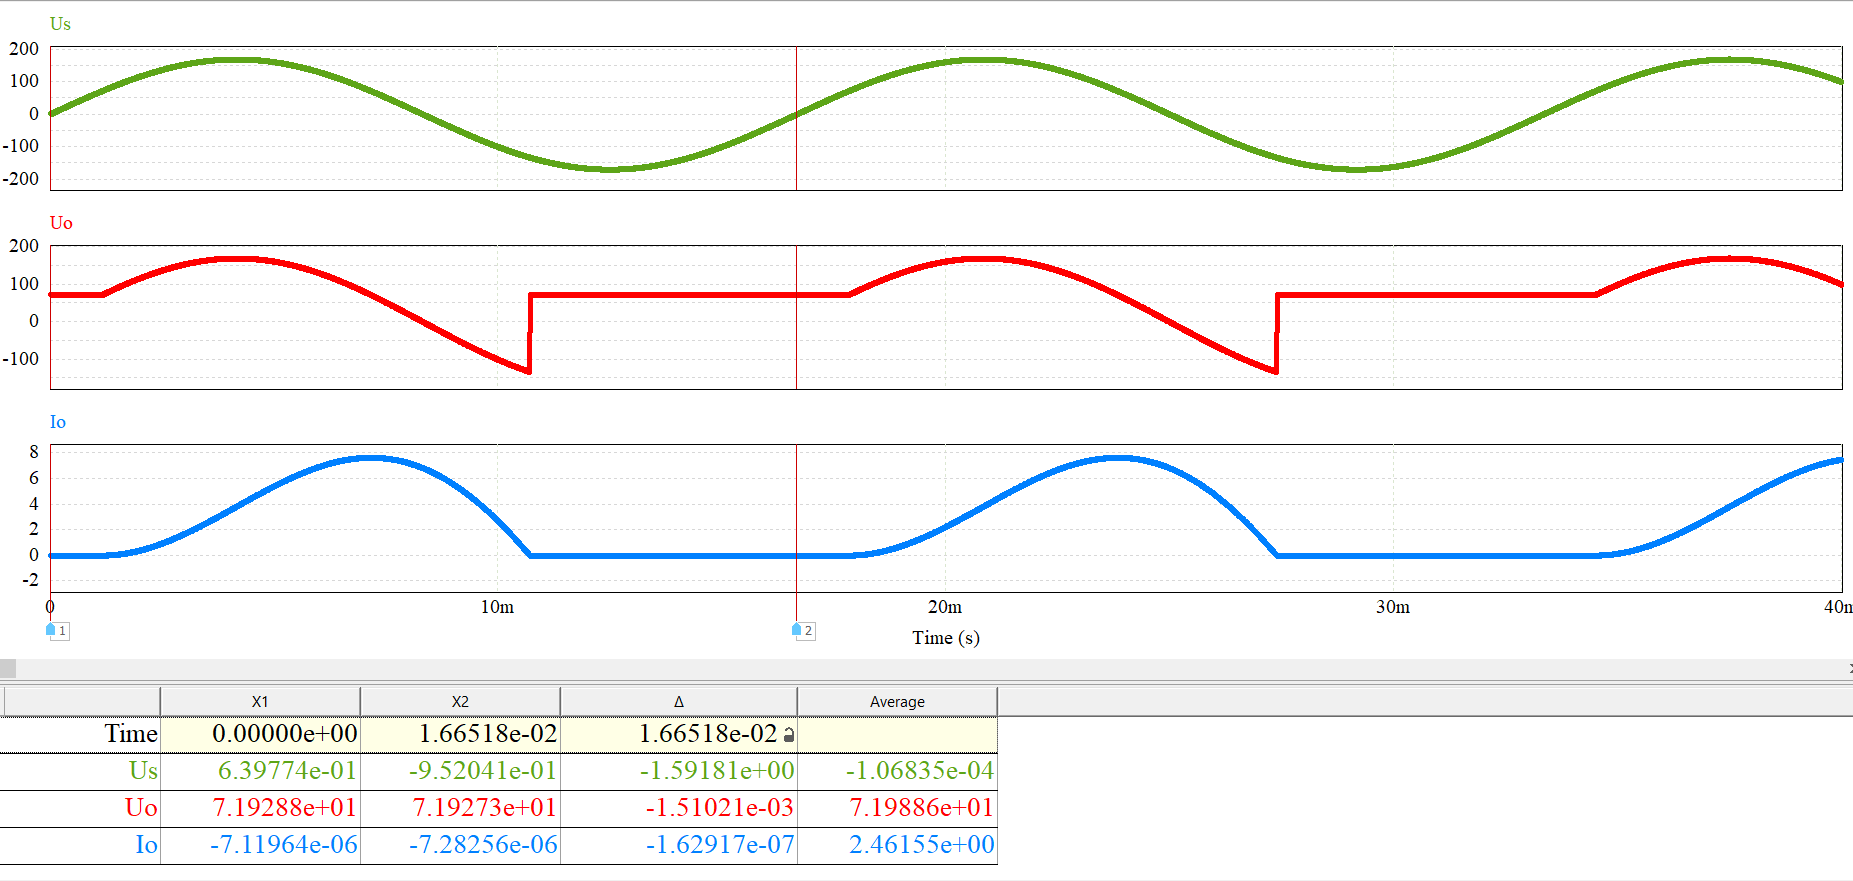 Us
200
100
0
-100
-200
Uo
200
100
0
-100
Io
8
6
4
2
0
-2
0 10m 20m 30m 40m
1 2
Time (s)
X1 X2 Δ Average
Time 0.00000e+00 1.66518e-02 1.66518e-02
Us 6.39774e-01 -9.52041e-01 -1.59181e+00 -1.06835e-04
Uo 7.19288e+01 7.19273e+01 -1.51021e-03 7.19886e+01
Io -7.11964e-06 -7.28256e-06 -1.62917e-07 2.46155e+00